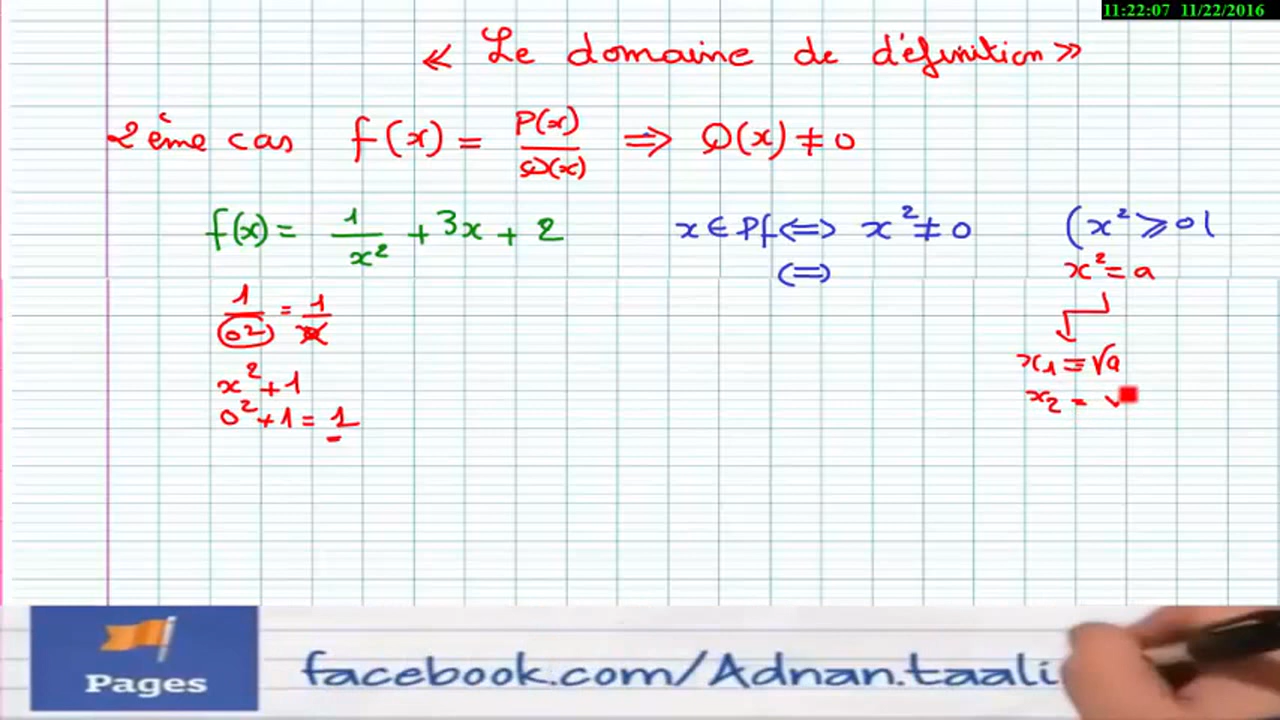 11:22:07 11/22/2016
« Le domaine de définition »
2ème cas f(x) = P(x)/Q(x) ⇒ Q(x) ≠ 0
f(x) = 1/x² + 3x + 2 x ∈ Df ⇔ x² ≠ 0 (x² ⩾ 0)
⇔ x² = a
1/0² = 1/
x1 = √a
x² + 1 x2 = √
0² + 1 = 1
Pages facebook.com/Adnan.taali